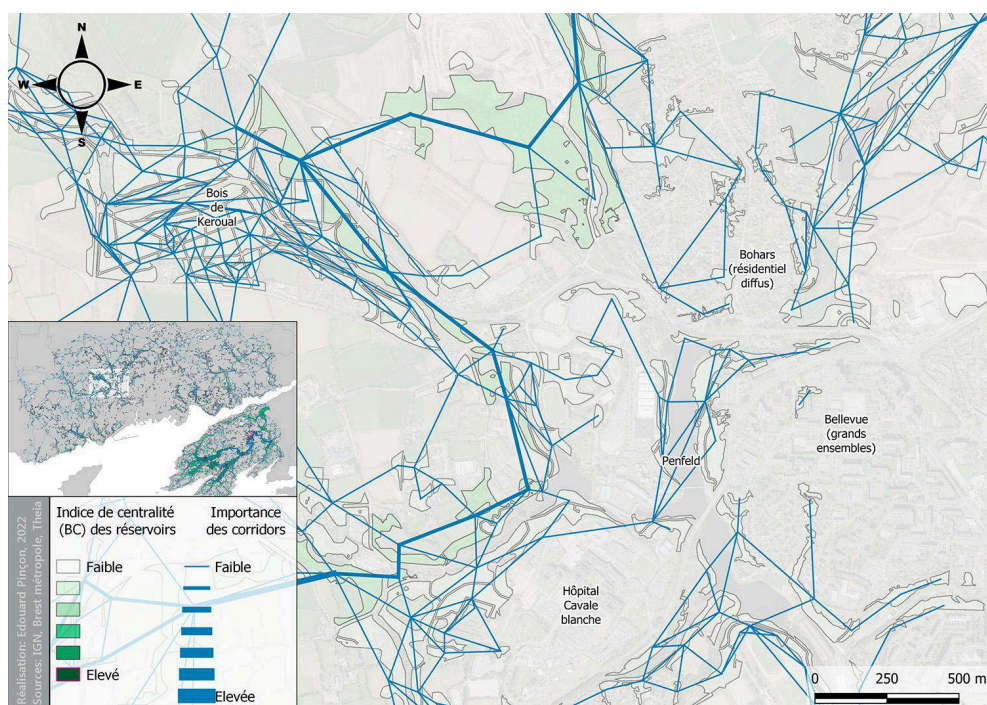 N
W
E
S
Bois
de
Keroual
Bohars
(résidentiel
diffus)
Bellevue
(grands
ensembles)
Penfeld
Hôpital
Cavale
blanche
Indice de centralité
(BC) des réservoirs
Faible
Elevé
Importance
des corridors
Faible
Elevée
Réalisation: Edouard Pinçon, 2022
Sources: IGN, Brest métropole, Theia
0 250 500 m